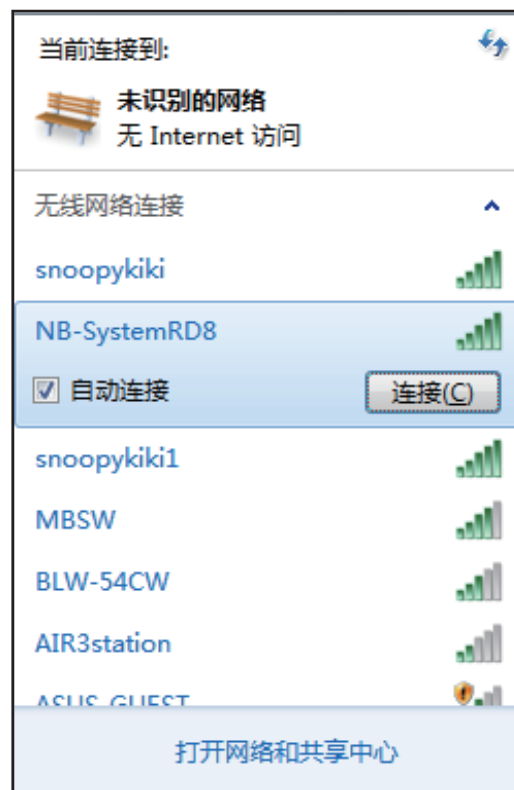 当前连接到:
未识别的网络
无 Internet 访问
无线网络连接
snoopykiki
NB-SystemRD8
自动连接 连接(C)
snoopykiki1
MBSW
BLW-54CW
AIR3station
ASUS-GUEST
打开网络和共享中心